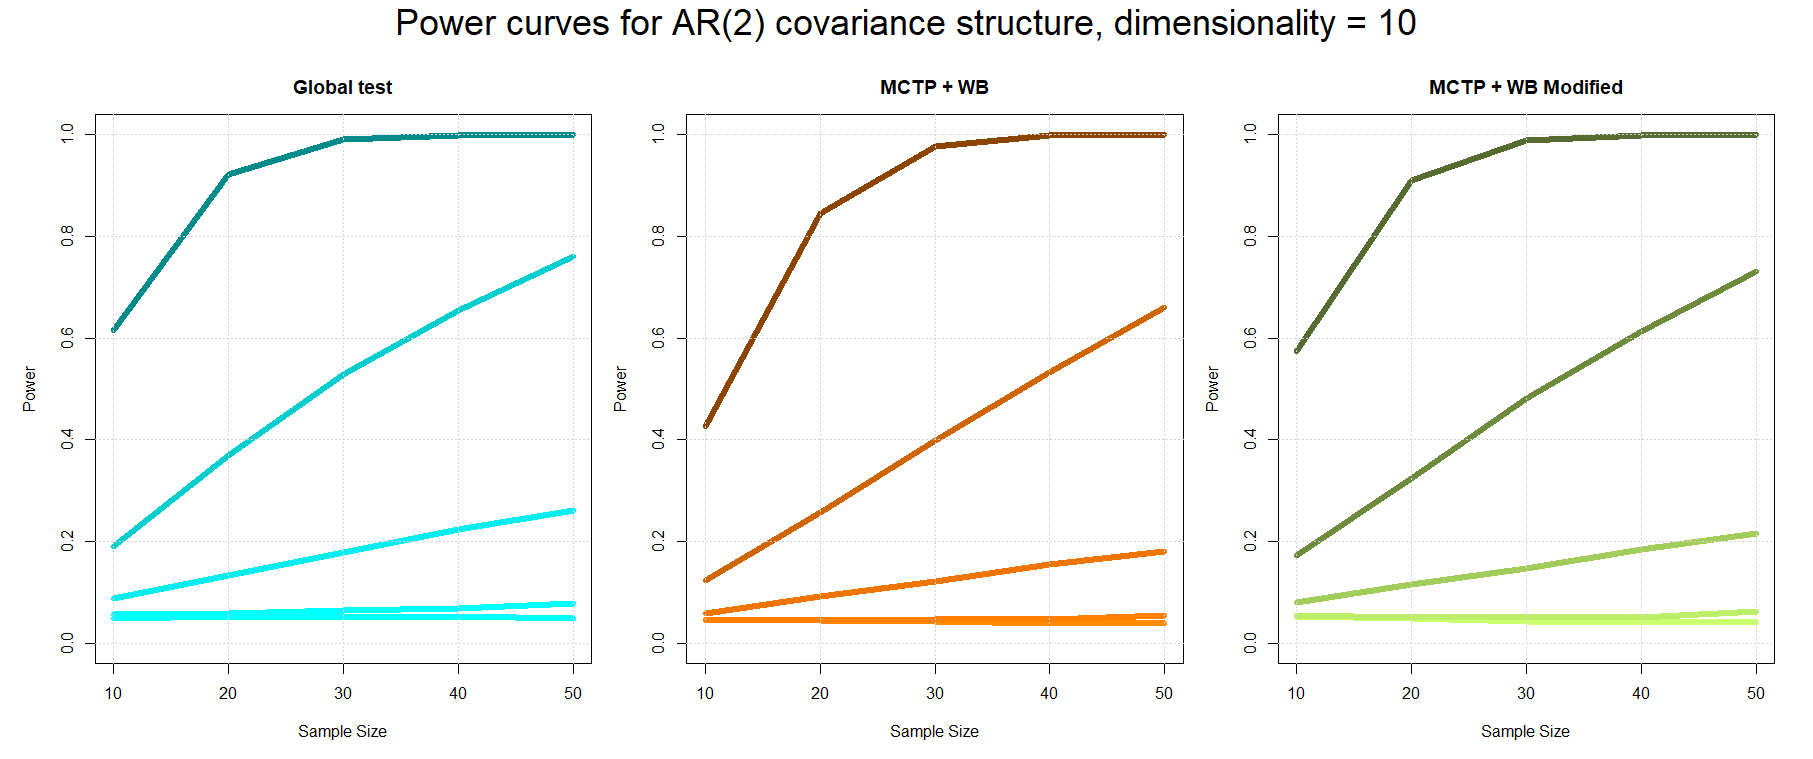 Power curves for AR(2) covariance structure, dimensionality = 10
Global test
Power
0.0 0.2 0.4 0.6 0.8 1.0
10 20 30 40 50
Sample Size
MCTP + WB
Power
0.0 0.2 0.4 0.6 0.8 1.0
10 20 30 40 50
Sample Size
MCTP + WB Modified
Power
0.0 0.2 0.4 0.6 0.8 1.0
10 20 30 40 50
Sample Size